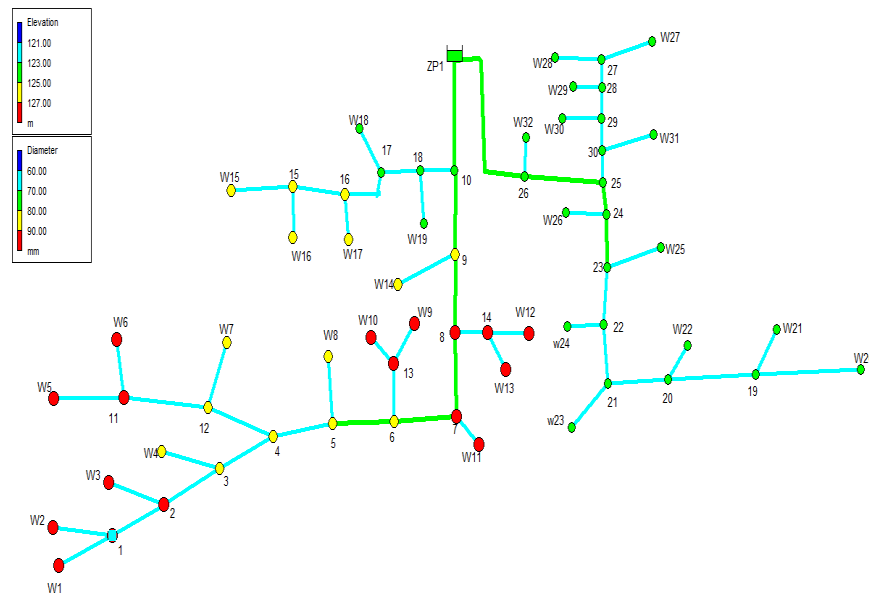 Elevation
121.00
123.00
125.00
127.00
m
Diameter
60.00
70.00
80.00
90.00
mm
ZP1
W28
27
W27
W29
28
W30
29
30
W31
W32
26
25
W18
17
18
10
W15
15
16
W16
W17
W19
W26
24
23
W25
9
W14
w24
22
W6
W7
W8
W10
W9
13
8
14
W12
W13
W22
W21
W2
21
20
19
w23
W5
11
12
4
5
6
7
W11
W4
3
W3
2
W2
1
W1